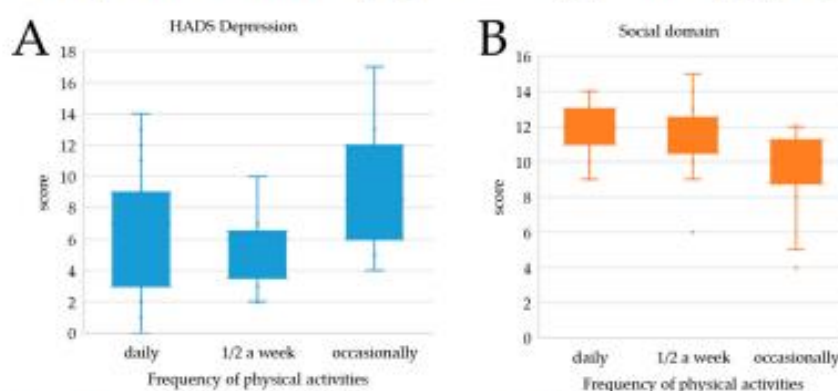 A
HADS Depression
18
16
14
12
10
8
6
4
2
0
score
daily 1/2 a week occasionally
Frequency of physical activities
B
Social domain
16
14
12
10
8
6
4
2
0
score
daily 1/2 a week occasionally
Frequency of physical activities